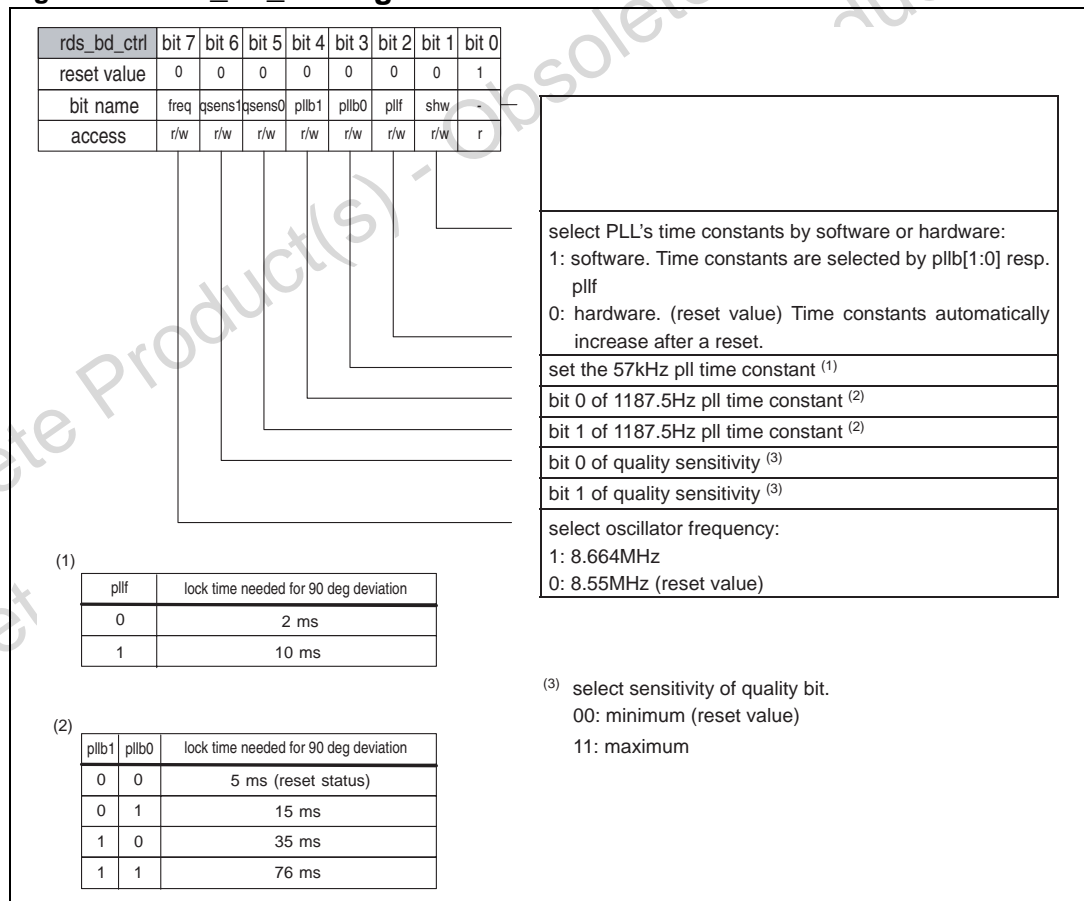 rds_bd_ctrl bit 7 bit 6 bit 5 bit 4 bit 3 bit 2 bit 1 bit 0
reset value 0 0 0 0 0 0 0 1
bit name freq qsens1 qsens0 pllb1 pllb0 pllf shw -
access r/w r/w r/w r/w r/w r/w r/w r
select PLL's time constants by software or hardware:
1: software. Time constants are selected by pllb[1:0] resp.
pllf
0: hardware. (reset value) Time constants automatically
increase after a reset.
set the 57kHz pll time constant (1)
bit 0 of 1187.5Hz pll time constant (2)
bit 1 of 1187.5Hz pll time constant (2)
bit 0 of quality sensitivity (3)
bit 1 of quality sensitivity (3)
select oscillator frequency:
1: 8.664MHz
0: 8.55MHz (reset value)
(1)
pllf lock time needed for 90 deg deviation
0 2 ms
1 10 ms
(2)
pllb1 pllb0 lock time needed for 90 deg deviation
0 0 5 ms (reset status)
0 1 15 ms
1 0 35 ms
1 1 76 ms
(3) select sensitivity of quality bit.
00: minimum (reset value)
11: maximum
ete Product(s) - Obsolete